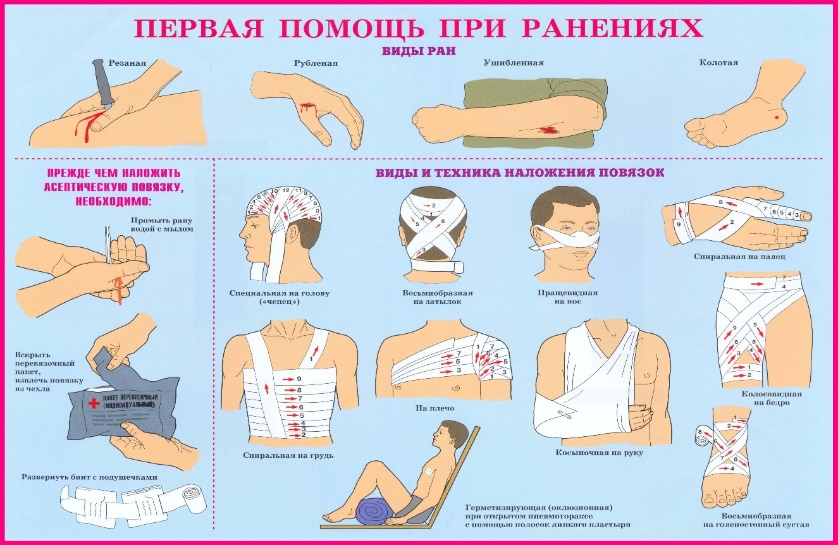 ПЕРВАЯ ПОМОЩЬ ПРИ РАНЕНИЯХ
ВИДЫ РАН
Резаная
Рубленая
Ушибленная
Колотая
ПРЕЖДЕ ЧЕМ НАЛОЖИТЬ
АСЕПТИЧЕСКУЮ ПОВЯЗКУ,
НЕОБХОДИМО:
Промыть рану
водой с мылом
Вскрыть
перевязочный
пакет,
извлечь повязку
из чехла
ПАКЕТ ПЕРЕВЯЗОЧНЫЙ
(ИНДИВИДУАЛЬНЫЙ)
Развернуть бинт с подушечками
ВИДЫ И ТЕХНИКА НАЛОЖЕНИЯ ПОВЯЗОК
Специальная на голову
(«чепец»)
Восьмиобразная
на затылок
Пращевидная
на нос
Спиральная на палец
Спиральная на грудь
На плечо
Косыночная на руку
Колосовидная
на бедро
Герметизирующая (окклюзионная)
при открытом пневмотораксе
с помощью полосок липкого пластыря
Восьмиобразная
на голеностопный сустав